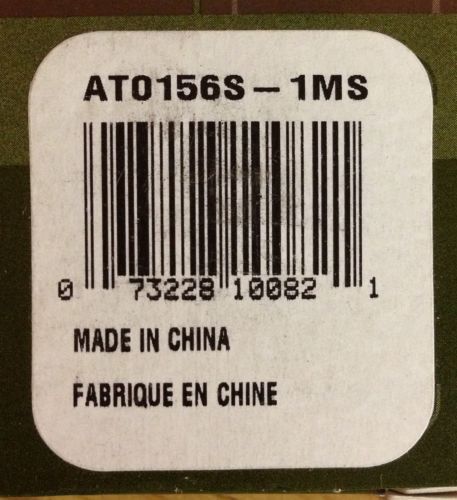 AT0156S – 1MS
0 73228 10082 1
MADE IN CHINA
FABRIQUE EN CHINE